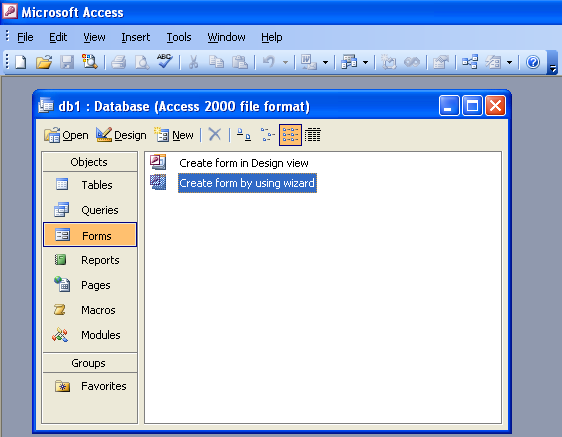 Microsoft Access
File Edit View Insert Tools Window Help
db1 : Database (Access 2000 file format)
Open Design New
Objects
Tables
Queries
Forms
Reports
Pages
Macros
Modules
Groups
Favorites
Create form in Design view
Create form by using wizard